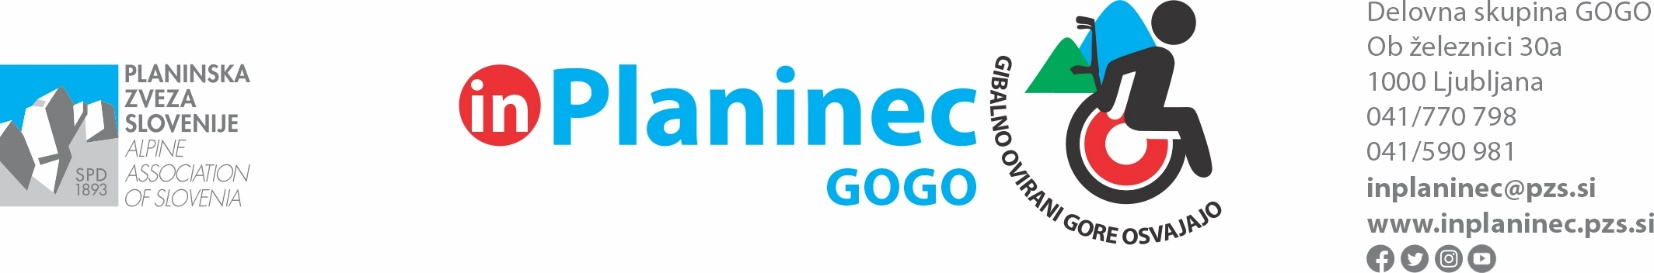 PLANINSKA
ZVEZA
SLOVENIJE
ALPINE
ASSOCIATION
OF SLOVENIA
SPD
1893
inPlaninec
GOGO
GIBALNO OVIRANI GORE OSVAJAJO
Delovna skupina GOGO
Ob železnici 30a
1000 Ljubljana
041/770 798
041/590 981
inplaninec@pzs.si
www.inplaninec.pzs.si